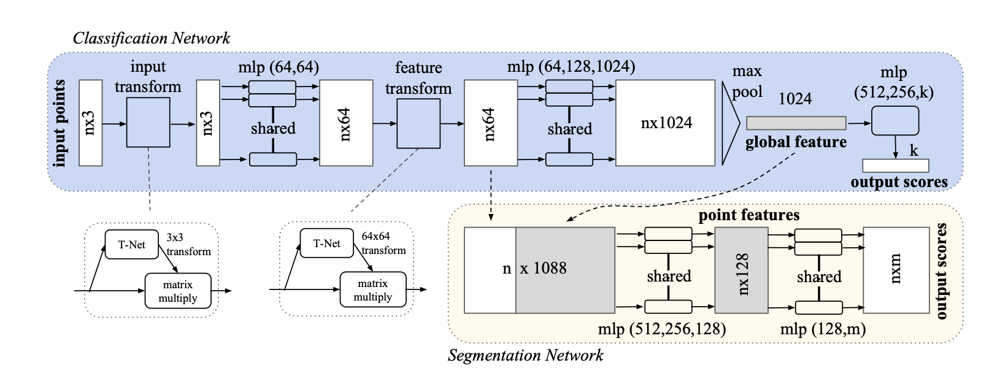 Classification Network
input points
nx3
input
transform
nx3
mlp (64,64)
shared
nx64
feature
transform
nx64
mlp (64,128,1024)
shared
nx1024
max
pool
1024
global feature
mlp
(512,256,k)
k
output scores
T-Net
3x3
transform
matrix
multiply
T-Net
64x64
transform
matrix
multiply
point features
n x 1088
shared
mlp (512,256,128)
nx128
shared
mlp (128,m)
nxm
output scores
Segmentation Network